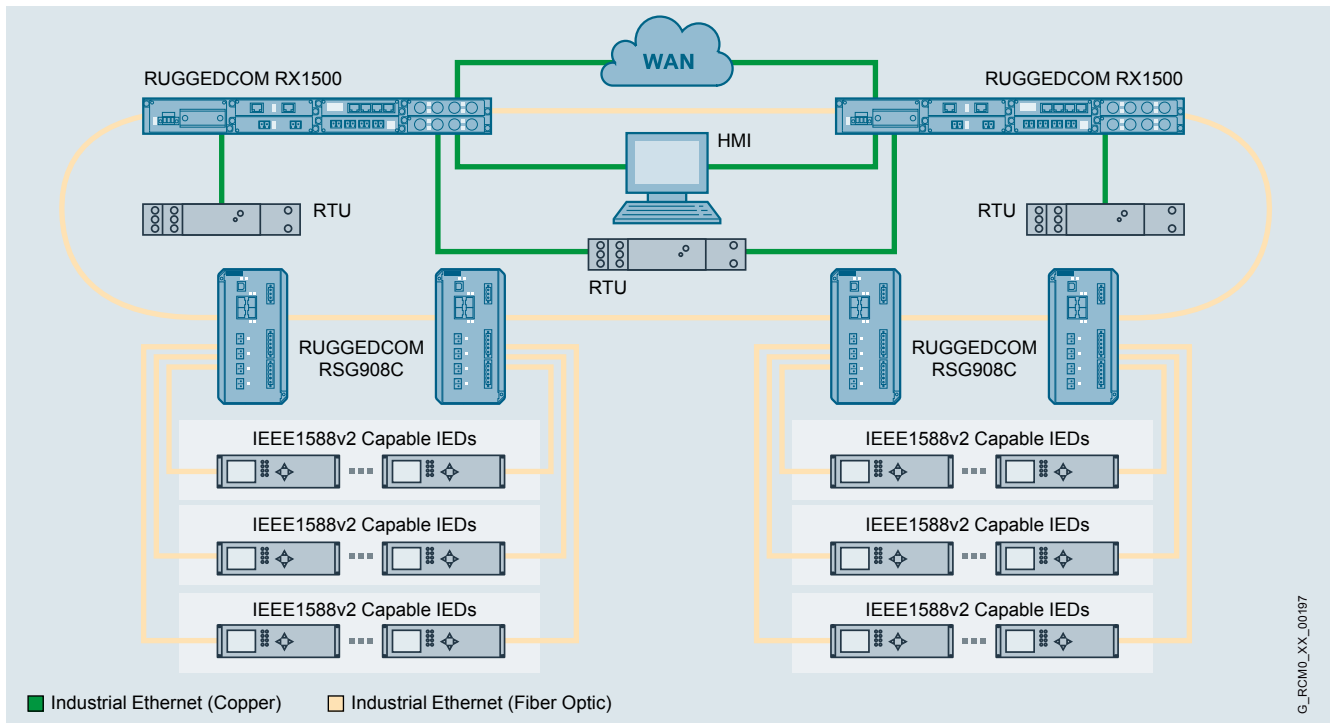 WAN
RUGGEDCOM RX1500
RUGGEDCOM RX1500
HMI
RTU
RTU
RTU
RUGGEDCOM
RSG908C
RUGGEDCOM
RSG908C
IEEE1588v2 Capable IEDs
IEEE1588v2 Capable IEDs
IEEE1588v2 Capable IEDs
IEEE1588v2 Capable IEDs
IEEE1588v2 Capable IEDs
IEEE1588v2 Capable IEDs
Industrial Ethernet (Copper)
Industrial Ethernet (Fiber Optic)
G_RCM0_XX_00197